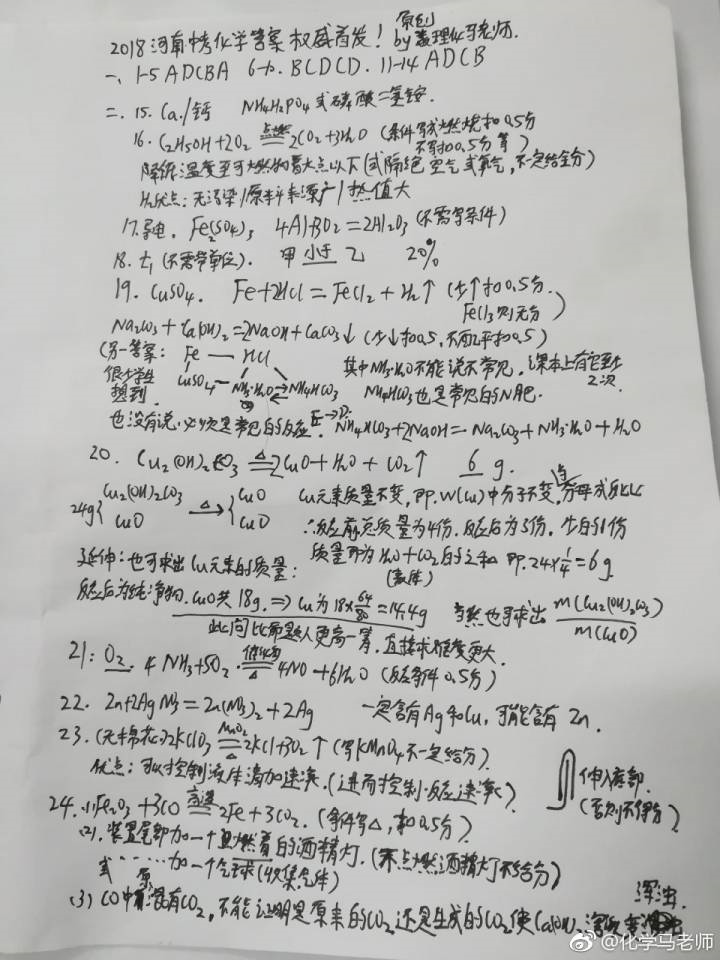 2018河南中考化学答案权威首发! 原创 by 数理化马老师.
一、1-5 ADCBA 6-10. BCDCD. 11-14 ADCB
二. 15. Ca./钙 NH4H2PO4 或磷酸二氢铵.
16. C2H5OH+3O2 点燃 2CO2+3H2O (条件写成燃烧扣0.5分
不写扣0.5分等)
降低温度至可燃物着火点以下(或隔绝空气或氧气,不一定给全分)
H2优点: 无污染/原料来源广/热值大
17. 导电. Fe2(SO4)3 4Al+3O2=2Al2O3 (不需写条件)
18. t1 (不需带单位). 甲小于乙 20%
19. CuSO4. Fe+2HCl=FeCl2+H2↑ (少↑扣0.5分.
FeCl3则无分)
Na2CO3+Ca(OH)2=2NaOH+CaCO3↓ (少↓扣0.5,不配平扣0.5)
(另一答案: Fe — HCl 其中NH3·H2O不能说不常见,课本上有它至少2次.
很少学生想到. CuSO4 — NH3·H2O ⇄ NH4HCO3 NH4HCO3也是常见的N肥.
也没有说必须是常见的反应. E→D: NH4HCO3+2NaOH=Na2CO3+NH3·H2O+H2O
20. Cu2(OH)2CO3 △ 2CuO+H2O+CO2↑ 6 g.
24g{Cu2(OH)2CO3 CuO △→ {CuO CuO Cu元素质量不变,即.W(Cu)中分子不变,与分母成反比
∴反应前总质量为4份.反应后为3份.少的1份
质量即为H2O+CO2的之和 即.24×1/4=6g.
延伸:也可求出Cu元素的质量:
反应后为纯净物.CuO共18g.⇒Cu为18×64/80=14.4g 当然也可求出 m(Cu2(OH)2CO3)/m(CuO)
此问比命题人更高一筹.直接求难度更大.
21: O2. 4NH3+5O2 催化剂 △ 4NO+6H2O (反应条件0.5分)
22. Zn+2AgNO3=Zn(NO3)2+2Ag 一定含有Ag和Cu,可能含有Zn.
23. (无棉花)2KClO3 MnO2 △ 2KCl+3O2↑ (写KMnO4不一定给分).
优点: 可以控制液体滴加速率.(进而控制反应速率) 伸入底部.
(否则不得分)
24. (1)Fe2O3+3CO 高温 2Fe+3CO2. (条件写△,扣0.5分)
(2). 装置尾部加一个燃着的酒精灯.(不点燃酒精灯不给分)
或……加一个气球(收集气体)
(3) CO中混有CO2,不能证明是原来的CO2还是生成的CO2使Ca(OH)2 浑浊.
@化学马老师